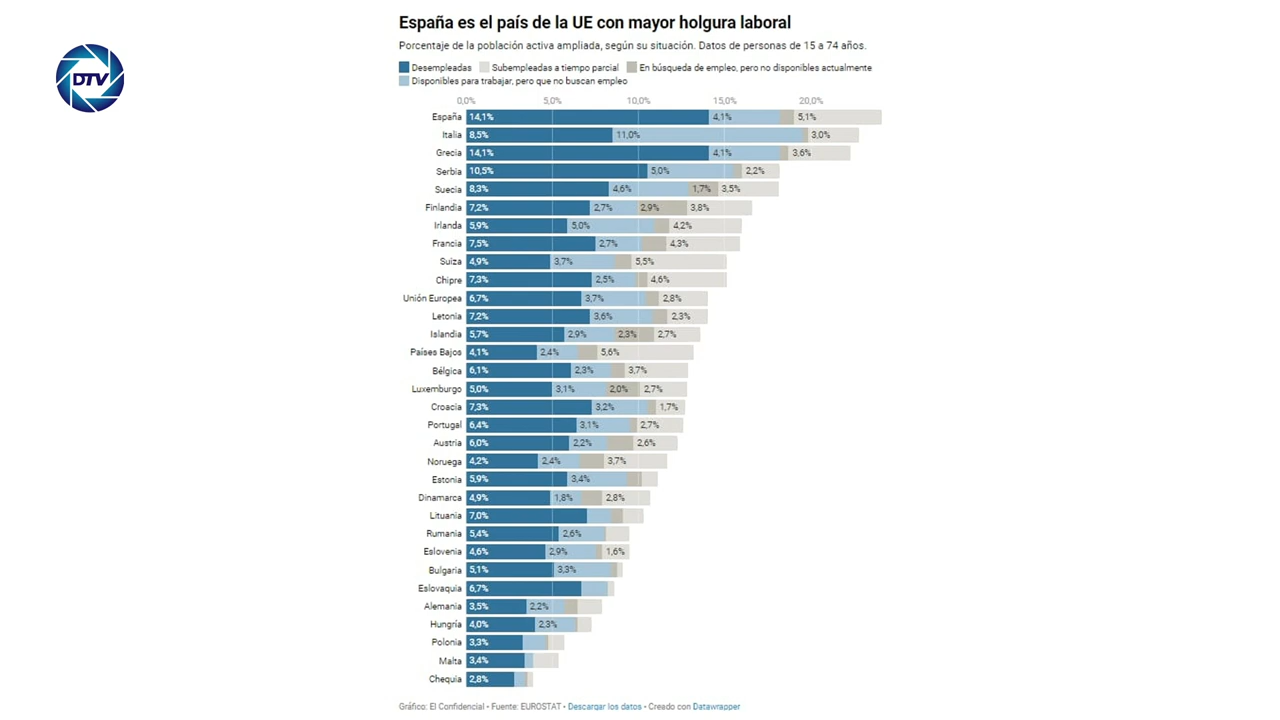 España es el país de la UE con mayor holgura laboral
Porcentaje de la población activa ampliada, según su situación. Datos de personas de 15 a 74 años.
DTV
Desempleadas Subempleadas a tiempo parcial En búsqueda de empleo, pero no disponibles actualmente
Disponibles para trabajar, pero que no buscan empleo
0,0% 5,0% 10,0% 15,0% 20,0%
España 14,1% 4,1% 5,1%
Italia 8,5% 11,0% 3,0%
Grecia 14,1% 4,1% 3,6%
Serbia 10,5% 5,0% 2,2%
Suecia 8,3% 4,6% 1,7% 3,5%
Finlandia 7,2% 2,7% 2,9% 3,8%
Irlanda 5,9% 5,0% 4,2%
Francia 7,5% 2,7% 4,3%
Suiza 4,9% 3,7% 5,5%
Chipre 7,3% 2,5% 4,6%
Unión Europea 6,7% 3,7% 2,8%
Letonia 7,2% 3,6% 2,3%
Islandia 5,7% 2,9% 2,3% 2,7%
Países Bajos 4,1% 2,4% 5,6%
Bélgica 6,1% 2,3% 3,7%
Luxemburgo 5,0% 3,1% 2,0% 2,7%
Croacia 7,3% 3,2% 1,7%
Portugal 6,4% 3,1% 2,7%
Austria 6,0% 2,2% 2,6%
Noruega 4,2% 2,4% 3,7%
Estonia 5,9% 3,4%
Dinamarca 4,9% 1,8% 2,8%
Lituania 7,0%
Rumania 5,4% 2,6%
Eslovenia 4,6% 2,9% 1,6%
Bulgaria 5,1% 3,3%
Eslovaquia 6,7%
Alemania 3,5% 2,2%
Hungría 4,0% 2,3%
Polonia 3,3%
Malta 3,4%
Chequia 2,8%
Gráfico: El Confidencial • Fuente: EUROSTAT • Descargar los datos • Creado con Datawrapper